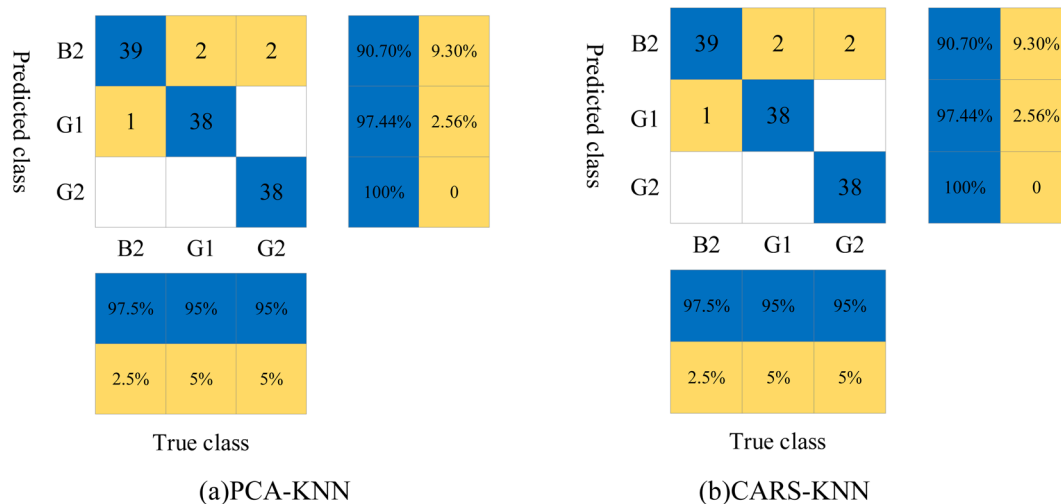 Predicted class
B2 39 2 2 90.70% 9.30%
G1 1 38 97.44% 2.56%
G2 38 100% 0
B2 G1 G2
97.5% 95% 95%
2.5% 5% 5%
True class
(a)PCA-KNN
Predicted class
B2 39 2 2 90.70% 9.30%
G1 1 38 97.44% 2.56%
G2 38 100% 0
B2 G1 G2
97.5% 95% 95%
2.5% 5% 5%
True class
(b)CARS-KNN